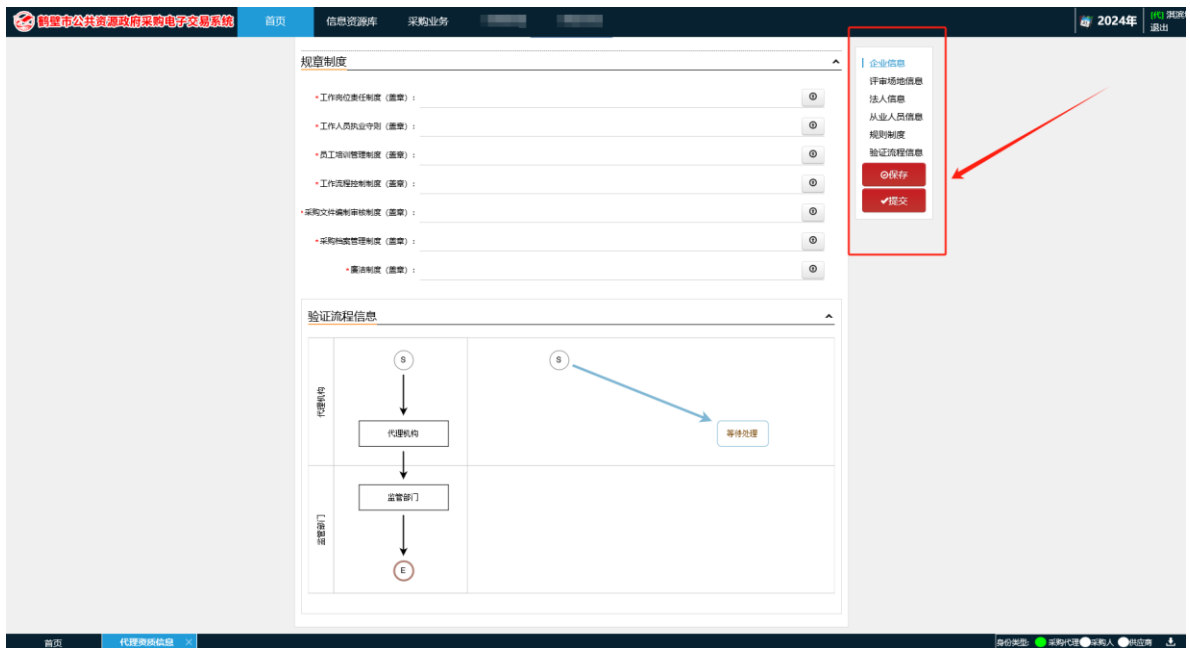 鹤壁市公共资源政府采购电子交易系统 首页 信息资源库 采购业务 2024年 [代]
退出
规章制度
*工作岗位责任制度（盖章）:
*工作人员执业守则（盖章）:
*员工培训管理制度（盖章）:
*工作流程控制制度（盖章）:
*采购文件编制审核制度（盖章）:
*采购档案管理制度（盖章）:
*廉洁制度（盖章）:
企业信息
评审场地信息
法人信息
从业人员信息
规则制度
验证流程信息
保存
提交
验证流程信息
代理机构
S
S
代理机构
等待处理
监管部门
监管部门
E
首页 代理资质信息 × 身份类型: 采购代理 采购人 供应商